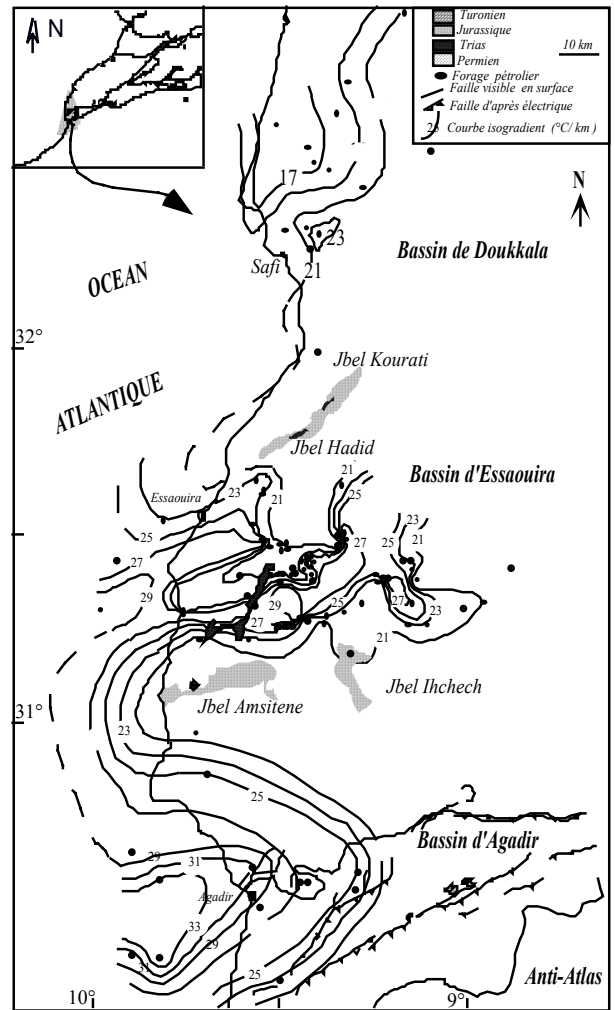 N
Turonien
Jurassique
Trias
Permien
10 km
Forage pétrolier
Faille visible en surface
Faille d'après électrique
25 Courbe isogradient (°C/ km)
N
17
23
21
Safi
Bassin de Doukkala
OCEAN
32°
Jbel Kourati
ATLANTIQUE
Jbel Hadid
Bassin d'Essaouira
Essaouira
23
21
21
25
23
25
21
25
27
27
29
29
27
25
27
23
21
Jbel Ihchech
Jbel Amsitene
31°
23
25
Bassin d'Agadir
29
31
Agadir
33
29
31
25
Anti-Atlas
10°
9°